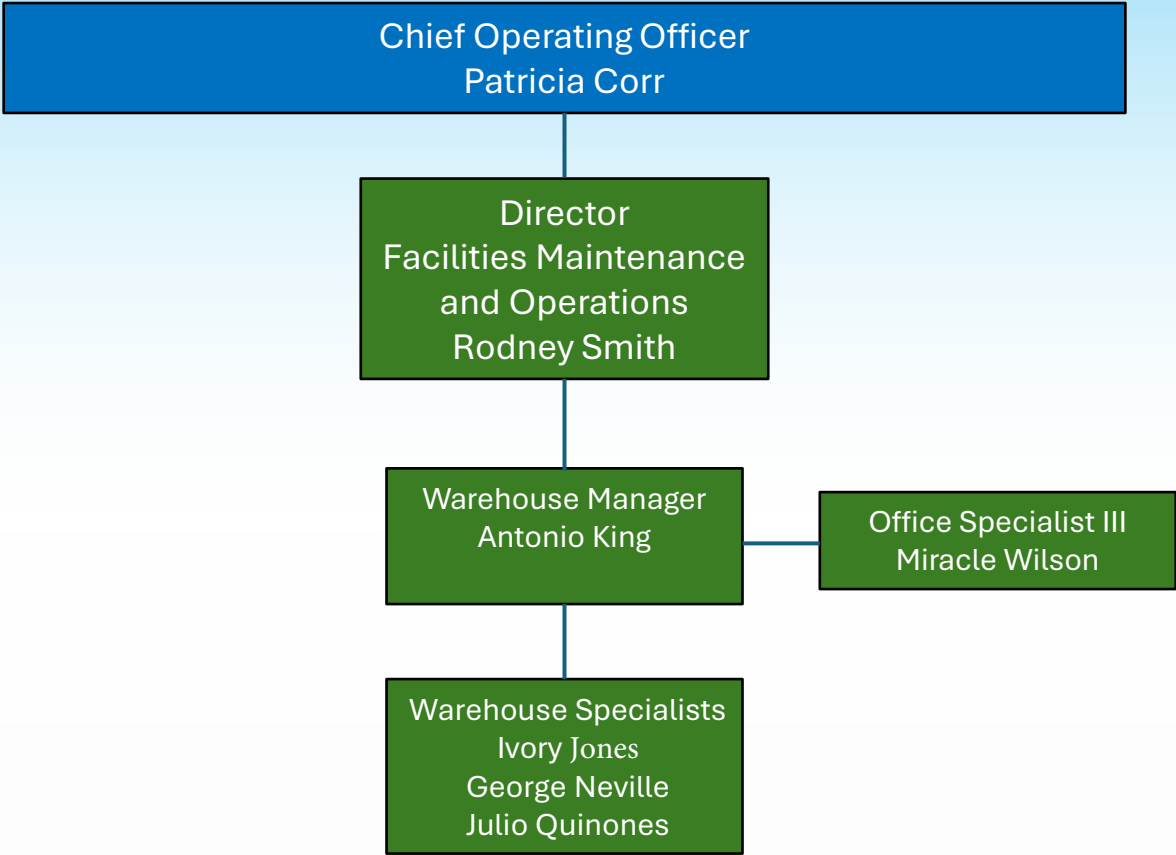 Chief Operating Officer
Patricia Corr
Director
Facilities Maintenance
and Operations
Rodney Smith
Warehouse Manager
Antonio King
Office Specialist III
Miracle Wilson
Warehouse Specialists
Ivory Jones
George Neville
Julio Quinones